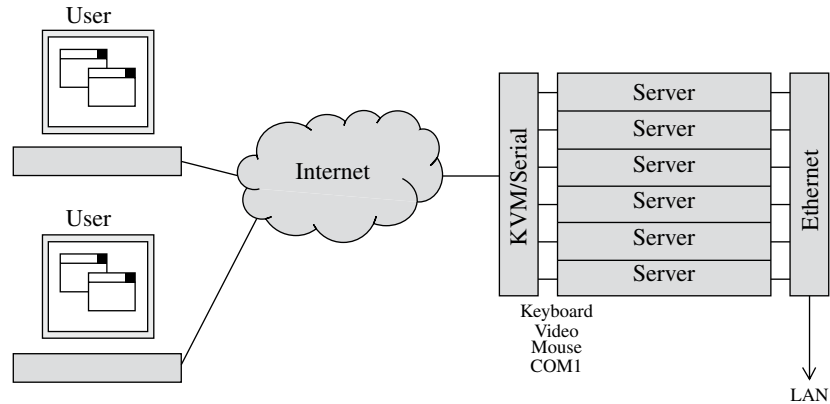 User
User
Internet
KVM/Serial
Server
Server
Server
Server
Server
Server
Ethernet
Keyboard
Video
Mouse
COM1
LAN